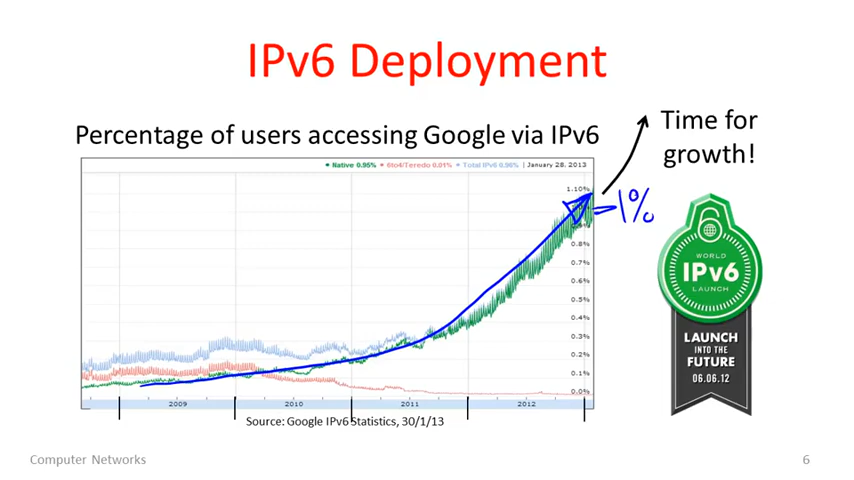 IPv6 Deployment
Time for
growth!
Percentage of users accessing Google via IPv6
Native 0.95% 6to4/Teredo 0.01% Total IPv6 0.96% | January 28, 2013
1.10%
1%
0.8%
0.7%
0.6%
0.5%
0.4%
0.3%
0.2%
0.1%
0.0%
2009 2010 2011 2012
Source: Google IPv6 Statistics, 30/1/13
6
WORLD
IPv6
LAUNCH
LAUNCH
INTO THE
FUTURE
06.06.12
Computer Networks
6